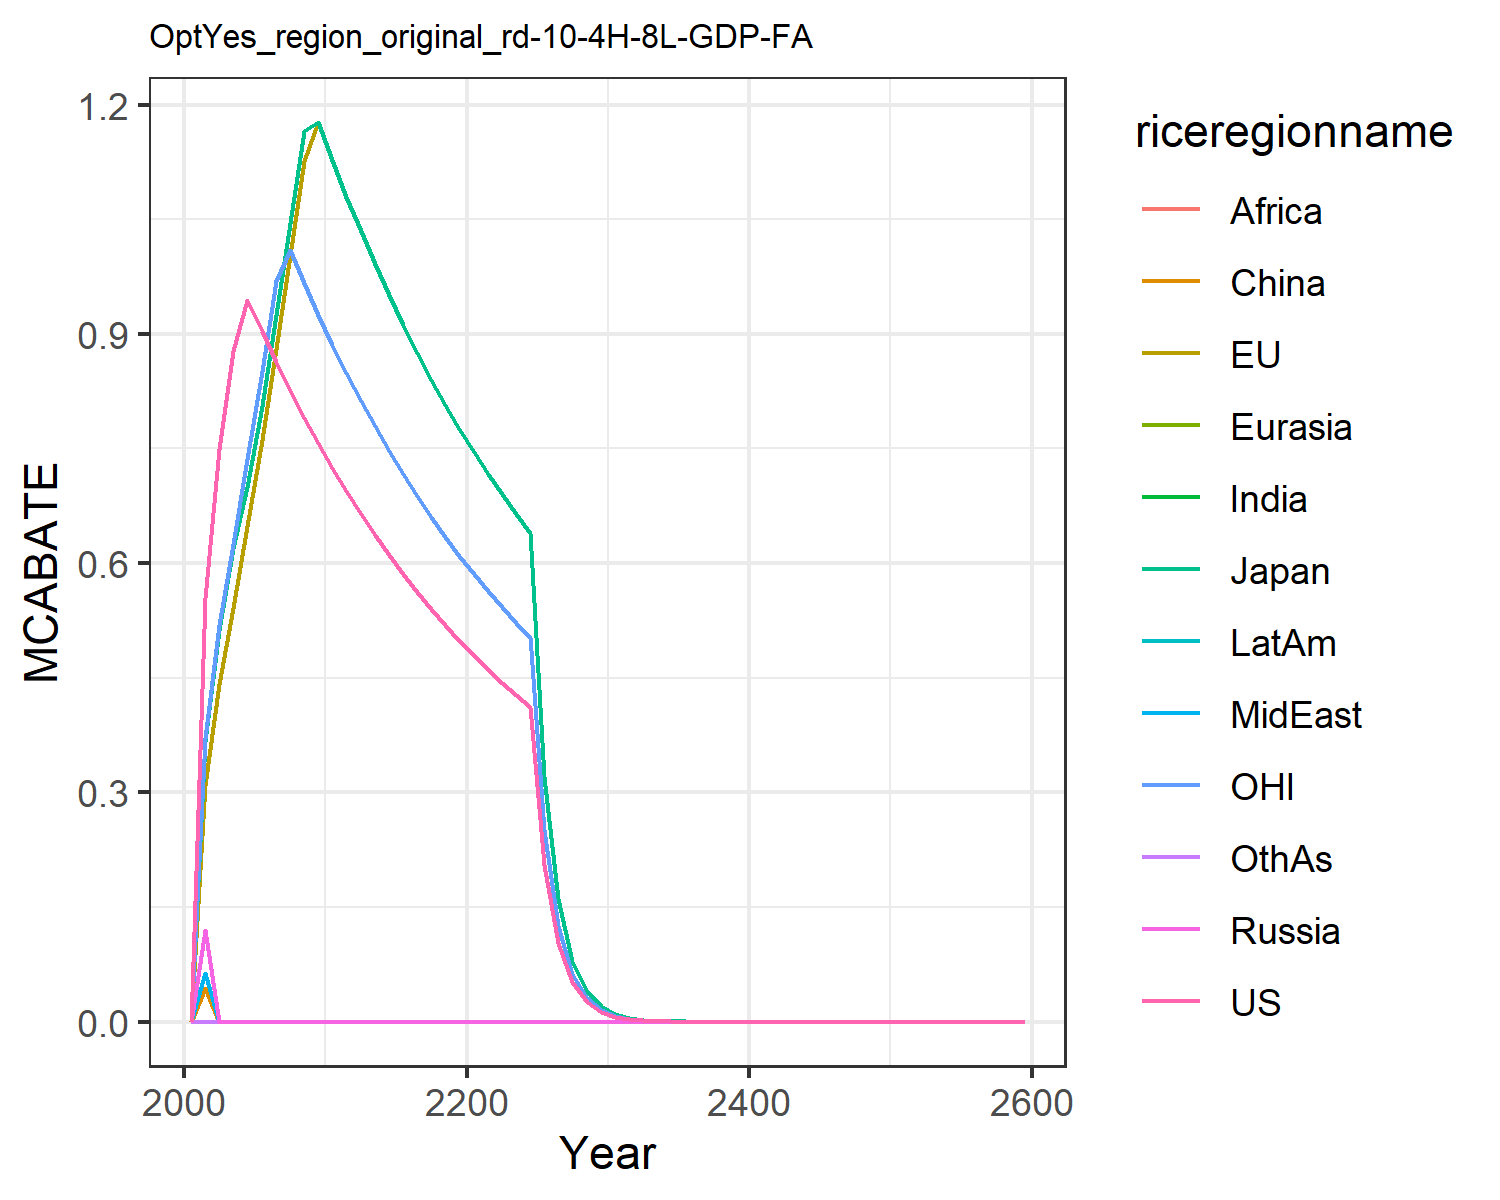 OptYes_region_original_rd-10-4H-8L-GDP-FA
1.2
0.9
0.6
0.3
0.0
MCABATE
2000
2200
2400
2600
Year
riceregionname
Africa
China
EU
Eurasia
India
Japan
LatAm
MidEast
OHI
OthAs
Russia
US